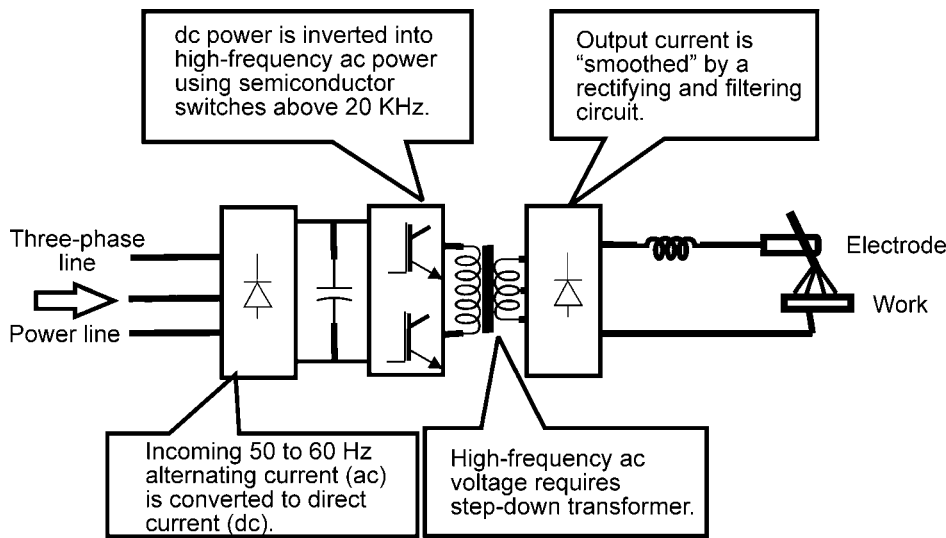 dc power is inverted into
high-frequency ac power
using semiconductor
switches above 20 KHz.
Output current is
“smoothed” by a
rectifying and filtering
circuit.
Three-phase
line
Power line
Electrode
Work
Incoming 50 to 60 Hz
alternating current (ac)
is converted to direct
current (dc).
High-frequency ac
voltage requires
step-down transformer.